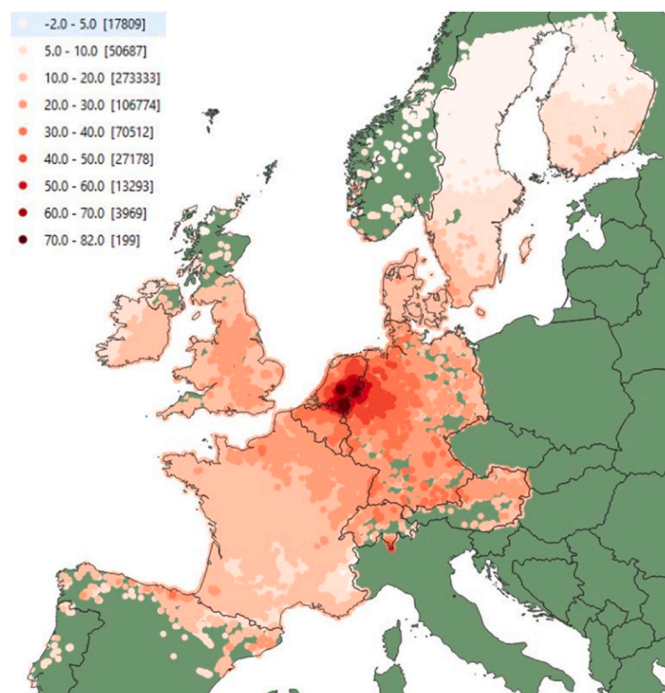 -2.0 - 5.0 [17809]
5.0 - 10.0 [50687]
10.0 - 20.0 [273333]
20.0 - 30.0 [106774]
30.0 - 40.0 [70512]
40.0 - 50.0 [27178]
50.0 - 60.0 [13293]
60.0 - 70.0 [3969]
70.0 - 82.0 [199]